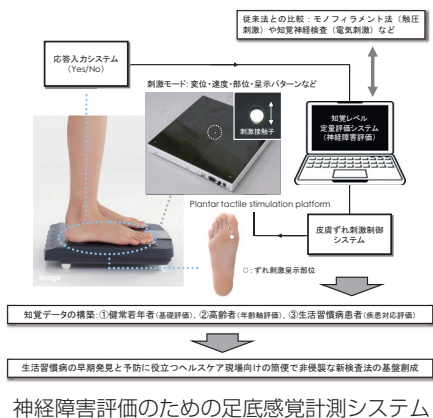 従来法との比較：モノフィラメント法（触圧
刺激）や知覚神経検査（電気刺激）など
応答入力システム
（Yes/No）
刺激モード：変位・速度・部位・呈示パターンなど
刺激接触子
知覚レベル
定量評価システム
（神経障害評価）
Plantar tactile stimulation platform
皮膚ずれ刺激制御
システム
Image
○：ずれ刺激呈示部位
知覚データの構築：①健常若年者（基礎評価），②高齢者（年齢軸評価），③生活習慣病患者（疾患対応評価）
生活習慣病の早期発見と予防に役立つヘルスケア現場向けの簡便で非侵襲な新検査法の基盤創成
神経障害評価のための足底感覚計測システム